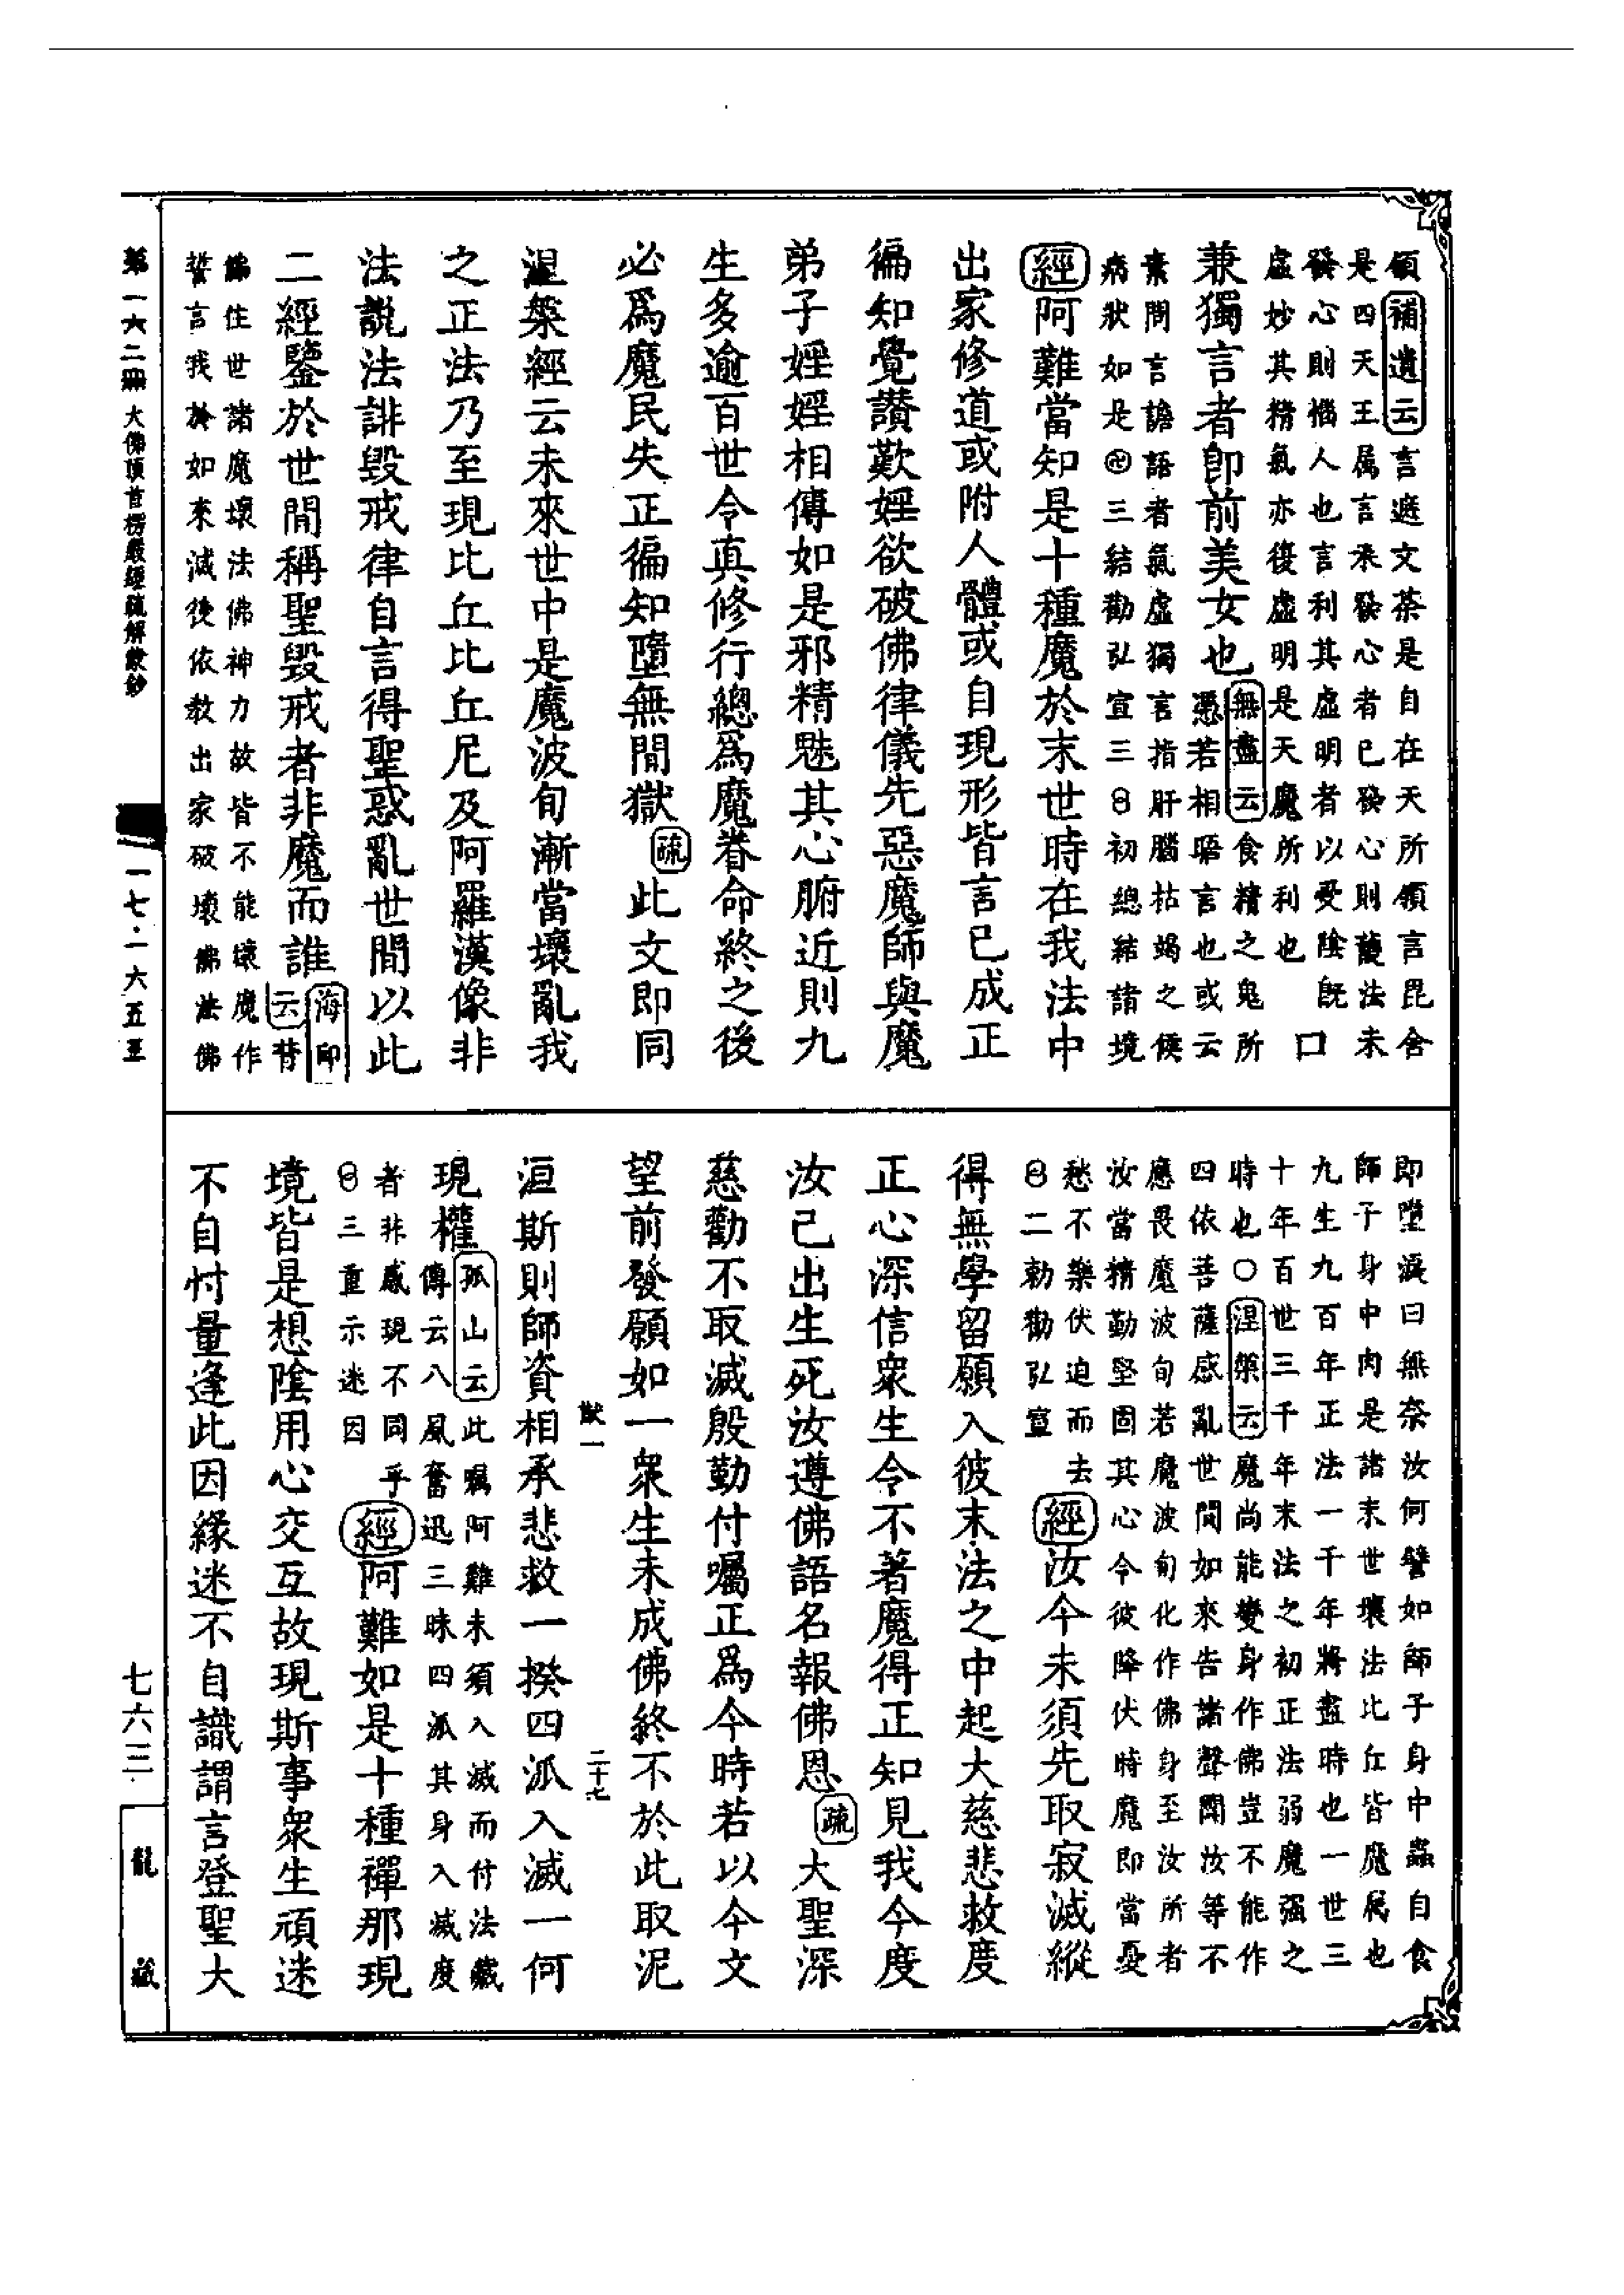 領補遺云言遮文茶是自在天所領言毘舍
是四天王屬言未發心者已發心則護法未
發心則惱人也言利其虛明者以受陰既
虛妙其精氣亦復虛明是天魔所利也 口
兼獨言者即前美女也無盡云食精之鬼所
憑若相晤言也或云
素問言譫語者氣虛獨言指肝腦枯竭之候
病狀如是㊉三結勸弘宣三㊀初總結諸境
經阿難當知是十種魔於末世時在我法中
出家修道或附人體或自現形皆言已成正
徧知覺讚歎婬欲破佛律儀先惡魔師與魔
弟子婬婬相傳如是邪精魅其心腑近則九
生多逾百世令真修行總爲魔眷命終之後
必爲魔民失正徧知墮無間獄疏此文即同
涅槃經云未來世中是魔波旬漸當壞亂我
之正法乃至現比丘比丘尼及阿羅漢像非
法說法誹毀戒律自言得聖惑亂世間以此
二經鑒於世間稱聖毀戒者非魔而誰海印
云昔
佛住世諸魔壞法佛神力故皆不能壞魔作
誓言我於如來滅後依教出家破壞佛法佛
第一六二冊 大佛頂首楞嚴經疏解蒙鈔
一七·一六五五
即墮淚曰無奈汝何譬如師子身中蟲自食
師子身中肉是諸末世壞法比丘皆魔屬也
九生九百年正法一千年將盡時也一世三
十年百世三千年末法之初正法弱魔强之
時也○涅槃云魔尚能變身作佛豈不能作
四依菩薩惑亂世間如來告諸聲聞汝等不
應畏魔波旬若魔波旬化作佛身至汝所者
汝當精勤堅固其心令彼降伏時魔即當憂
愁不樂伏迫而去
㊀二勅勸弘宣
經汝今未須先取寂滅縱
得無學留願入彼末法之中起大慈悲救度
正心深信衆生令不著魔得正知見我今度
汝已出生死汝遵佛語名報佛恩疏大聖深
慈勸不取滅殷勤付囑正爲今時若以今文
望前發願如一衆生未成佛終不於此取泥
猷一 二十七
洹斯則師資相承悲救一揆四派入滅一何
現權孤山云此囑阿難未須入滅而付法藏
傳云八風奮迅三昧四派其身入滅度
者非感現不同乎
㊀三重示迷因
經阿難如是十種禪那現
境皆是想陰用心交互故現斯事衆生頑迷
不自忖量逢此因緣迷不自識謂言登聖大
七六三
龍藏